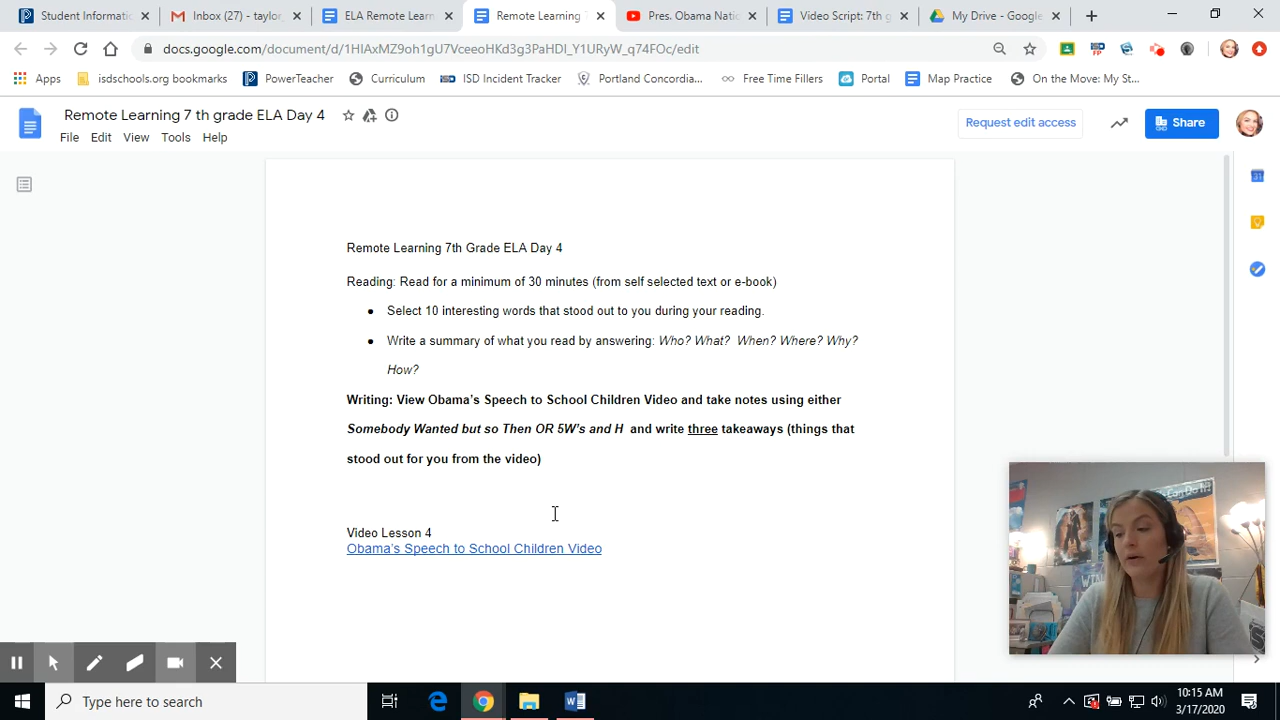 Student Informatic
Inbox (27) - taylor_
ELA Remote Learn
Remote Learning 7
Pres. Obama Nati
Video Script: 7th g
My Drive - Google
docs.google.com/document/d/1HIAxMZ9oh1gU7VceeoHKd3g3PaHDI_Y1URyW_q74FOc/edit
Apps
isdschools.org bookmarks
PowerTeacher
Curriculum
ISD Incident Tracker
Portland Concordia...
Free Time Fillers
Portal
Map Practice
On the Move: My St...
Remote Learning 7 th grade ELA Day 4
File Edit View Tools Help
Request edit access
Share
Remote Learning 7th Grade ELA Day 4
Reading: Read for a minimum of 30 minutes (from self selected text or e-book)
● Select 10 interesting words that stood out to you during your reading.
● Write a summary of what you read by answering: Who? What? When? Where? Why?
How?
Writing: View Obama's Speech to School Children Video and take notes using either
Somebody Wanted but so Then OR 5W's and H and write three takeaways (things that
stood out for you from the video)
Video Lesson 4
Obama's Speech to School Children Video
Type here to search
10:15 AM
3/17/2020